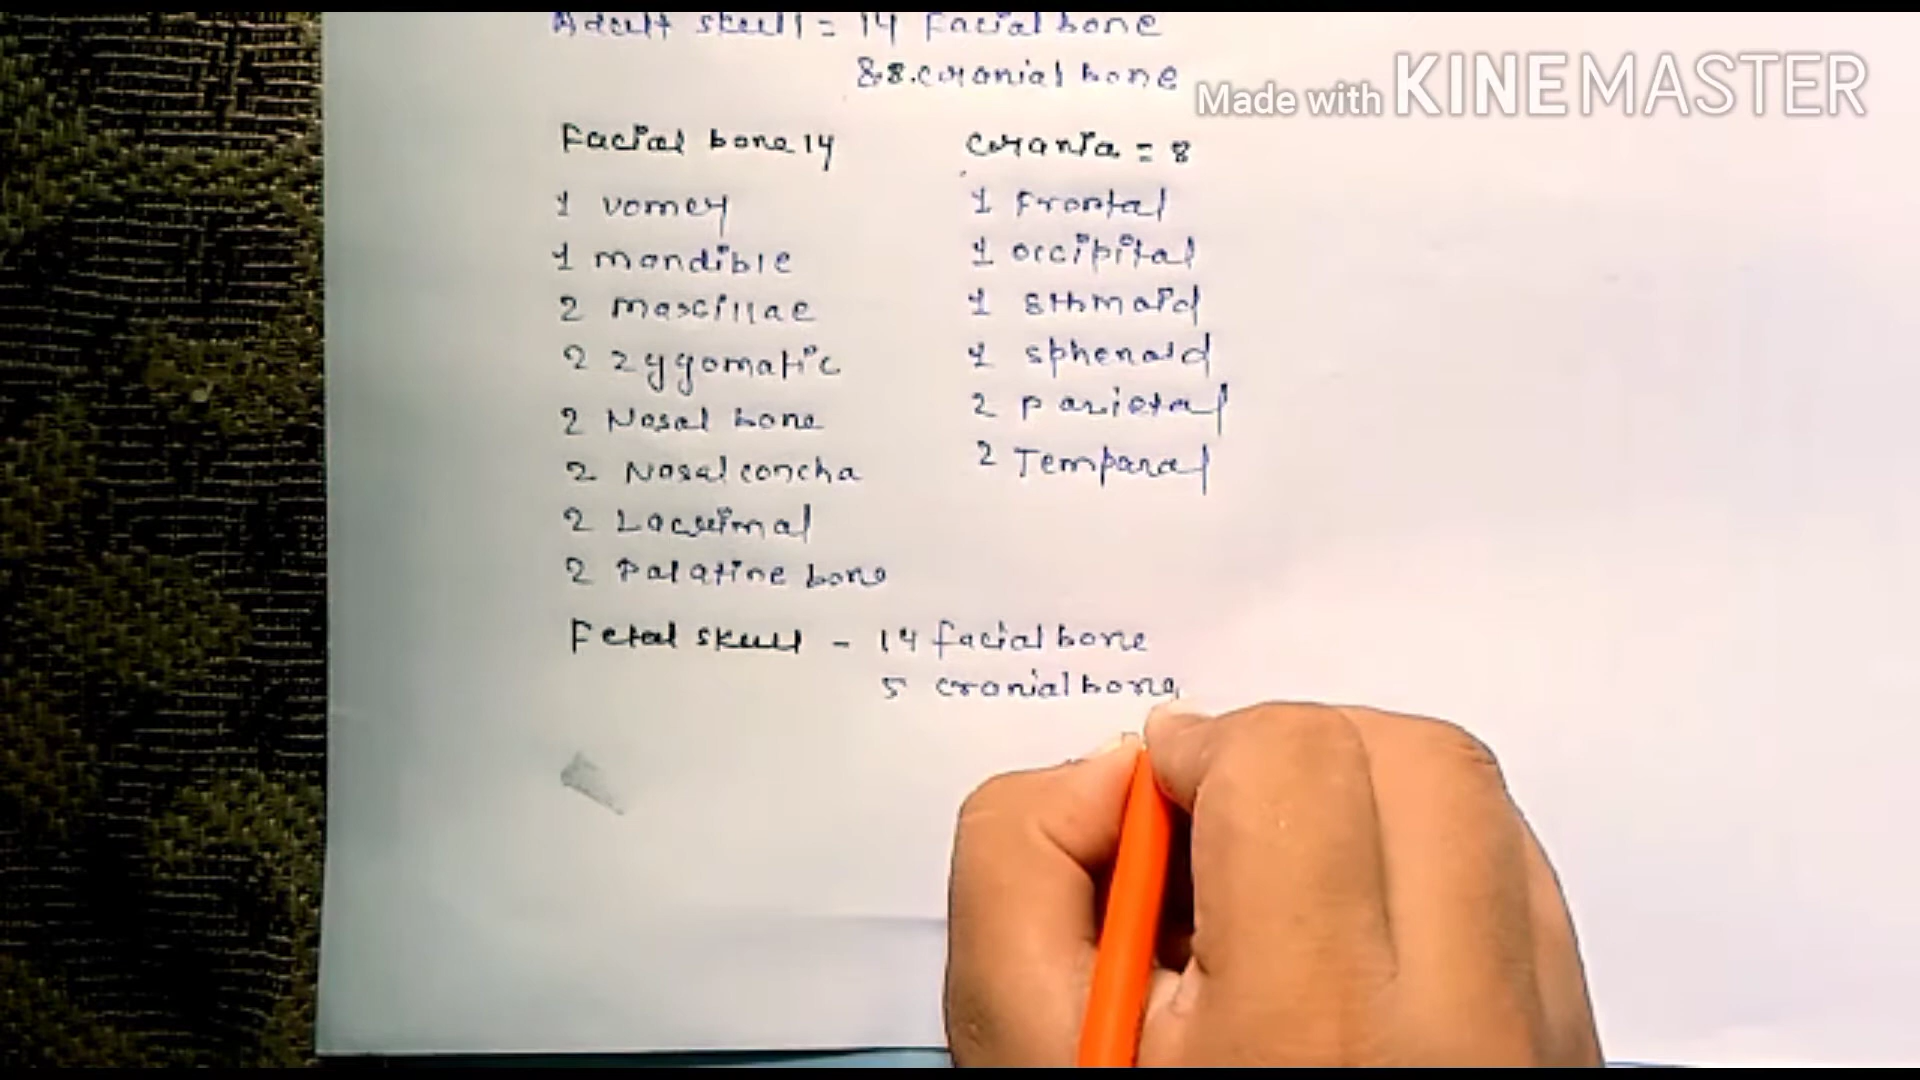 Adult skull = 14 Facial bone
& 8. cranial bone
Made with KINEMASTER
Facial bone 14
Crania = 8
1 vomer
1 mandible
2 maxillae
2 zygomatic
2 Nasal bone
2 Nasal concha
2 Lacrimal
2 Palatine bone
1 Frontal
1 occipital
1 Ethmoid
1 sphenoid
2 parietal
2 Temparal
Fetal skull - 14 facial bone
5 cranial bone